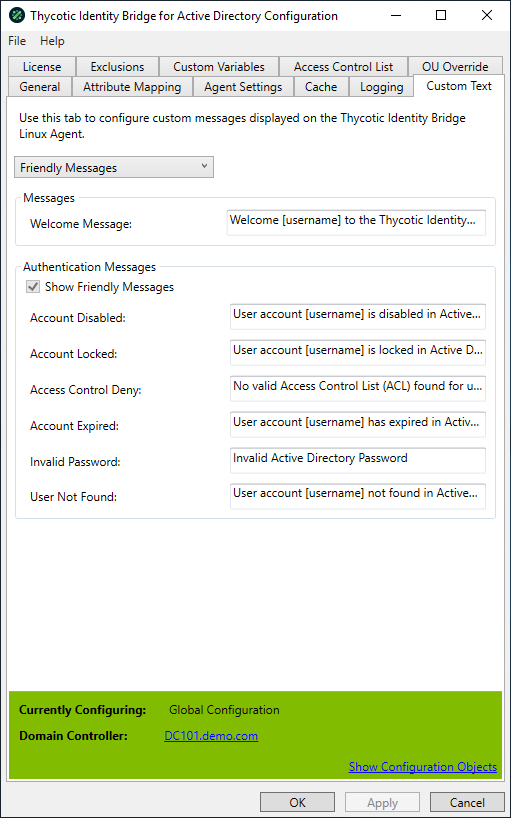 Thycotic Identity Bridge for Active Directory Configuration
File Help
License Exclusions Custom Variables Access Control List OU Override
General Attribute Mapping Agent Settings Cache Logging Custom Text
Use this tab to configure custom messages displayed on the Thycotic Identity Bridge
Linux Agent.
Friendly Messages
Messages
Welcome Message: Welcome [username] to the Thycotic Identity...
Authentication Messages
Show Friendly Messages
Account Disabled: User account [username] is disabled in Active...
Account Locked: User account [username] is locked in Active D...
Access Control Deny: No valid Access Control List (ACL) found for u...
Account Expired: User account [username] has expired in Activ...
Invalid Password: Invalid Active Directory Password
User Not Found: User account [username] not found in Active...
Currently Configuring: Global Configuration
Domain Controller: DC101.demo.com
Show Configuration Objects
OK Apply Cancel